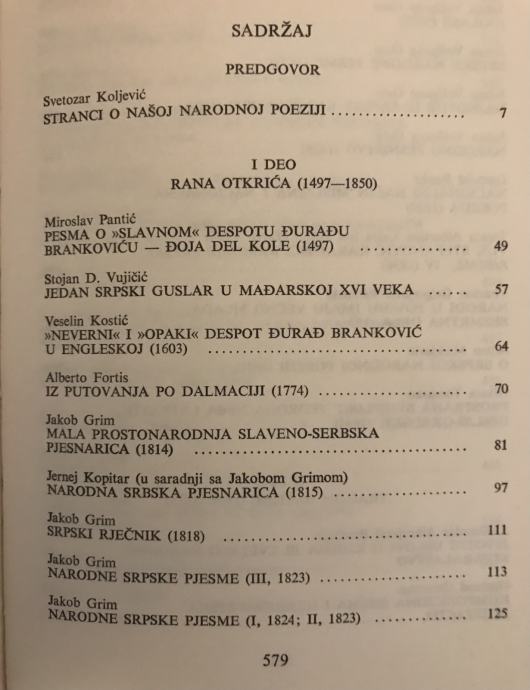 SADRŽAJ
PREDGOVOR
Svetozar Koljević
STRANCI O NAŠOJ NARODNOJ POEZIJI .................. 7
I DEO
RANA OTKRIĆA (1497—1850)
Miroslav Pantić
PESMA O »SLAVNOM« DESPOTU ĐURAĐU
BRANKOVIĆU — ĐOJA DEL KOLE (1497) .............. 49
Stojan D. Vujičić
JEDAN SRPSKI GUSLAR U MAĐARSKOJ XVI VEKA ...... 57
Veselin Kostić
»NEVERNI« I »OPAKI« DESPOT ĐURAĐ BRANKOVIĆ
U ENGLESKOJ (1603) .................................. 64
Alberto Fortis
IZ PUTOVANJA PO DALMACIJI (1774) ................... 70
Jakob Grim
MALA PROSTONARODNJA SLAVENO-SERBSKA
PJESNARICA (1814) .................................... 81
Jernej Kopitar (u saradnji sa Jakobom Grimom)
NARODNA SRBSKA PJESNARICA (1815) .................. 97
Jakob Grim
SRPSKI RJEČNIK (1818) ................................ 111
Jakob Grim
NARODNE SRPSKE PJESME (III, 1823) .................... 113
Jakob Grim
NARODNE SRPSKE PJESME (I, 1824; II, 1823) ............ 125
579